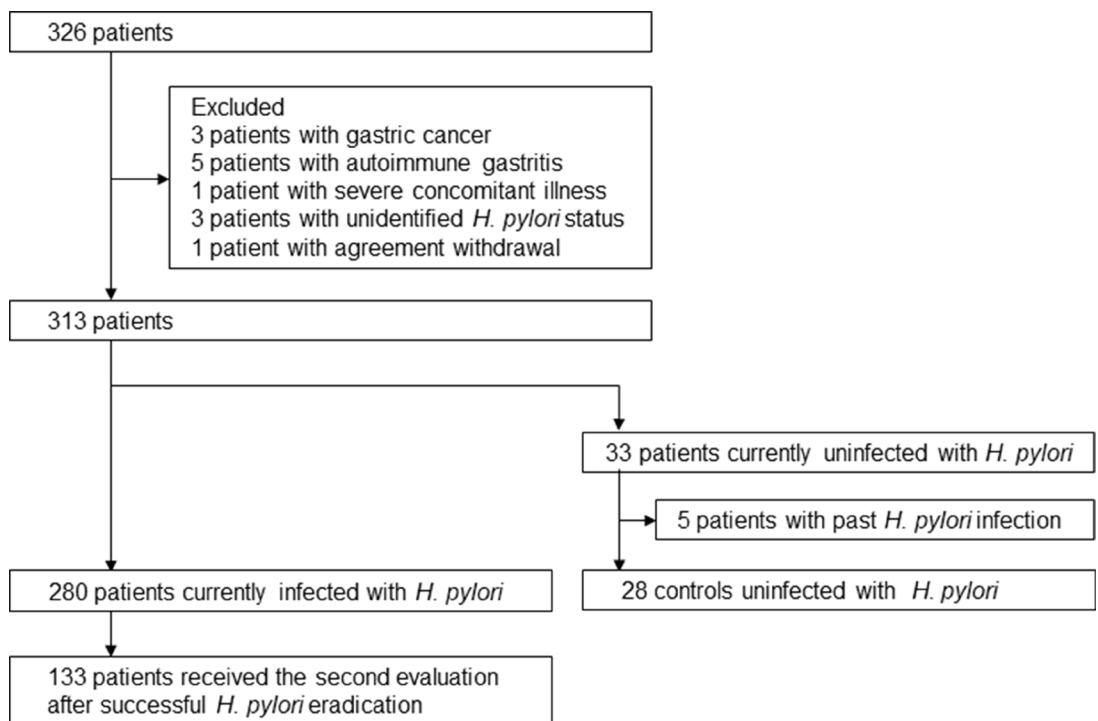 326 patients
Excluded
3 patients with gastric cancer
5 patients with autoimmune gastritis
1 patient with severe concomitant illness
3 patients with unidentified H. pylori status
1 patient with agreement withdrawal
313 patients
33 patients currently uninfected with H. pylori
5 patients with past H. pylori infection
280 patients currently infected with H. pylori
28 controls uninfected with H. pylori
133 patients received the second evaluation
after successful H. pylori eradication